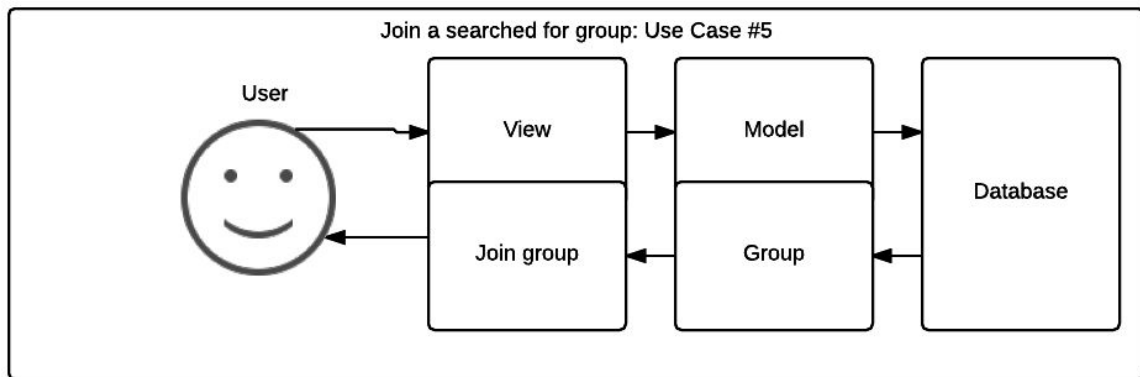 Join a searched for group: Use Case #5
User
View
Model
Database
Join group
Group